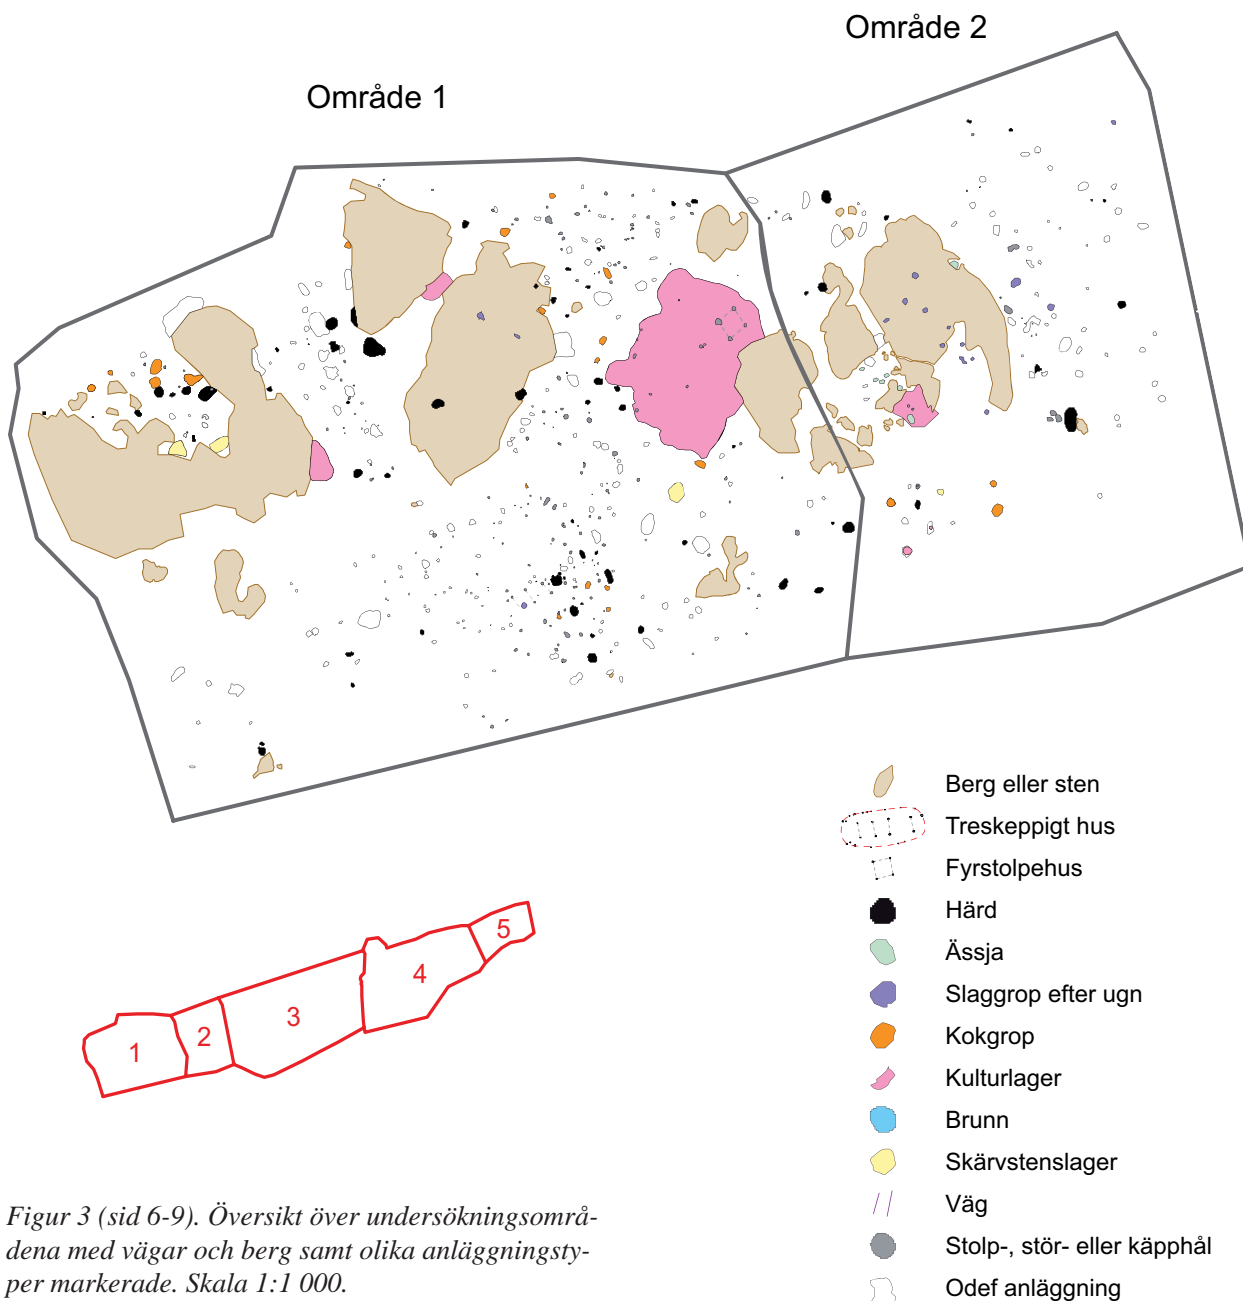 Område 2
Område 1
Berg eller sten
Treskeppigt hus
Fyrstolpehus
Härd
Ässja
Slaggrop efter ugn
Kokgrop
Kulturlager
Brunn
Skärvstenslager
Väg
Stolp-, stör- eller käpphål
Odef anläggning
1
2
3
4
5
Figur 3 (sid 6-9). Översikt över undersökningsområ-
dena med vägar och berg samt olika anläggningsty-
per markerade. Skala 1:1 000.